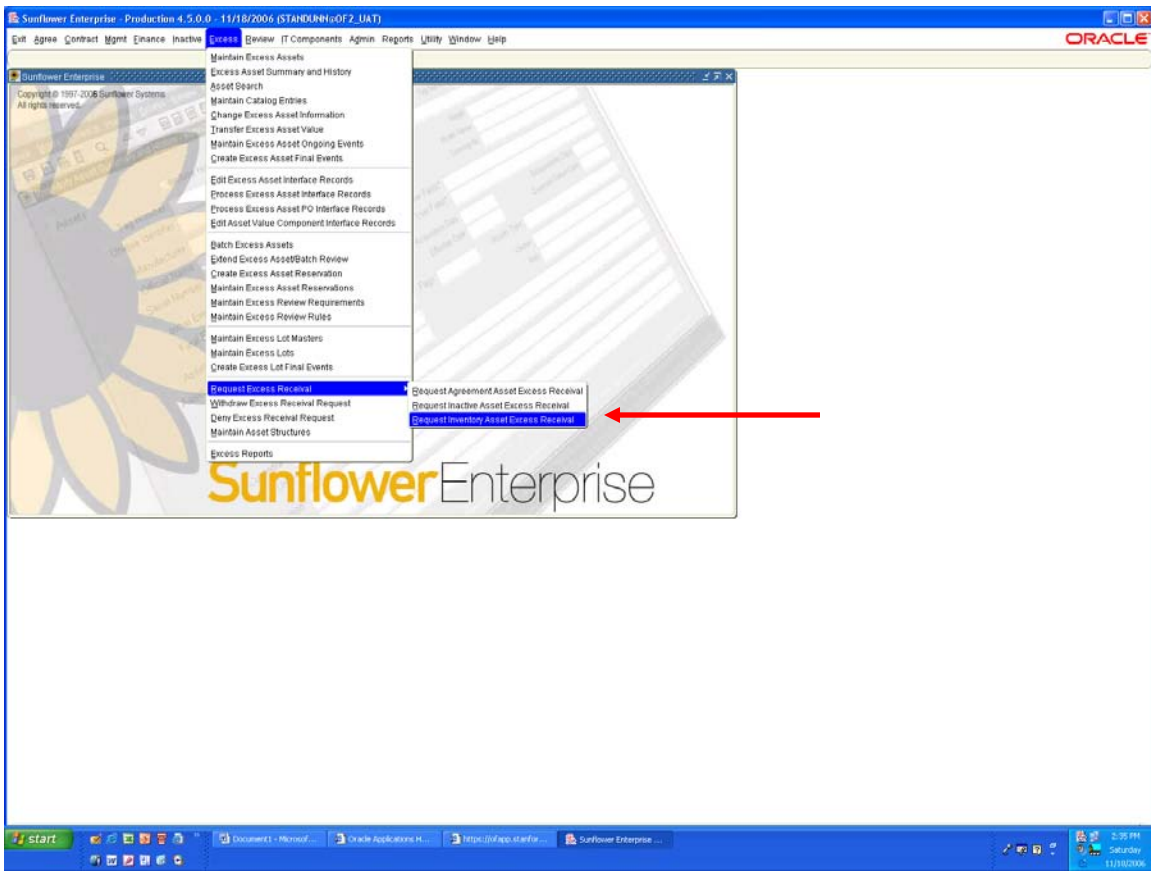 Sunflower Enterprise - Production 4.5.0.0 - 11/18/2006 (STANDUNN@OF2_UAT)
Exit Agree Contract Mgmt Finance Inactive Excess Review IT Components Admin Reports Utility Window Help
ORACLE
Sunflower Enterprise
Copyright © 1997-2006 Sunflower Systems
All rights reserved.
Maintain Excess Assets
Excess Asset Summary and History
Asset Search
Maintain Catalog Entries
Change Excess Asset Information
Transfer Excess Asset Value
Maintain Excess Asset Ongoing Events
Create Excess Asset Final Events
Edit Excess Asset Interface Records
Process Excess Asset Interface Records
Process Excess Asset PO Interface Records
Edit Asset Value Component Interface Records
Batch Excess Assets
Extend Excess Asset/Batch Review
Create Excess Asset Reservation
Maintain Excess Asset Reservations
Maintain Excess Review Requirements
Maintain Excess Review Rules
Maintain Excess Lot Masters
Maintain Excess Lots
Create Excess Lot Final Events
Request Excess Receival
Withdraw Excess Receival Request
Deny Excess Receival Request
Maintain Asset Structures
Excess Reports
Request Agreement Asset Excess Receival
Request Inactive Asset Excess Receival
Request Inventory Asset Excess Receival
SunflowerEnterprise
start
Document1 - Microsof...
Oracle Applications H...
https://ofapp.stanfor...
Sunflower Enterprise ...
2:35 PM
Saturday
11/18/2006